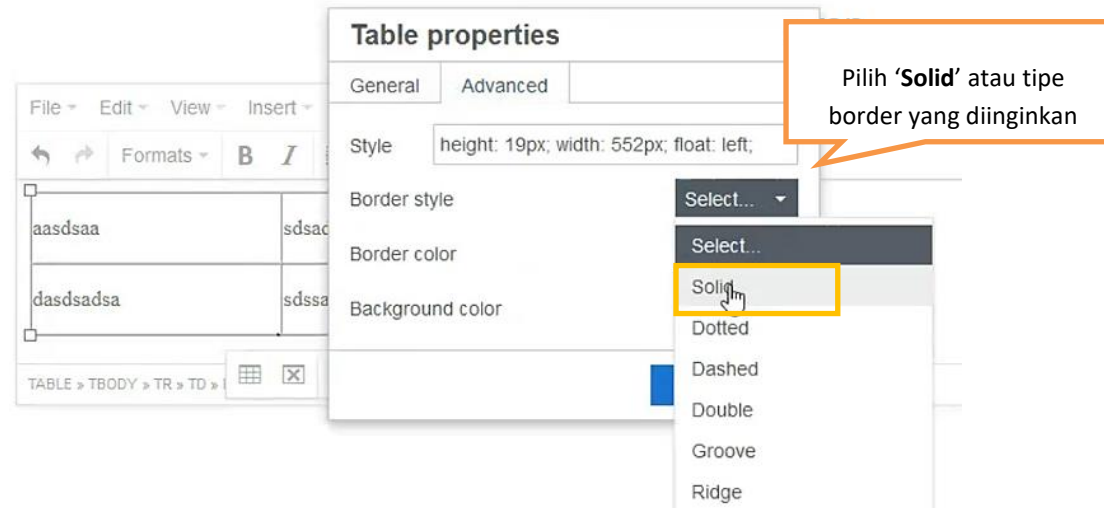 Table properties
General Advanced
Pilih ‘Solid’ atau tipe
border yang diinginkan
File Edit View Insert
Formats B I
Style height: 19px; width: 552px; float: left;
Border style Select...
aasdsaa
Border color Select...
Solid
dasdsadsa
Background color
Dotted
TABLE » TBODY » TR » TD »
Dashed
Double
Groove
Ridge